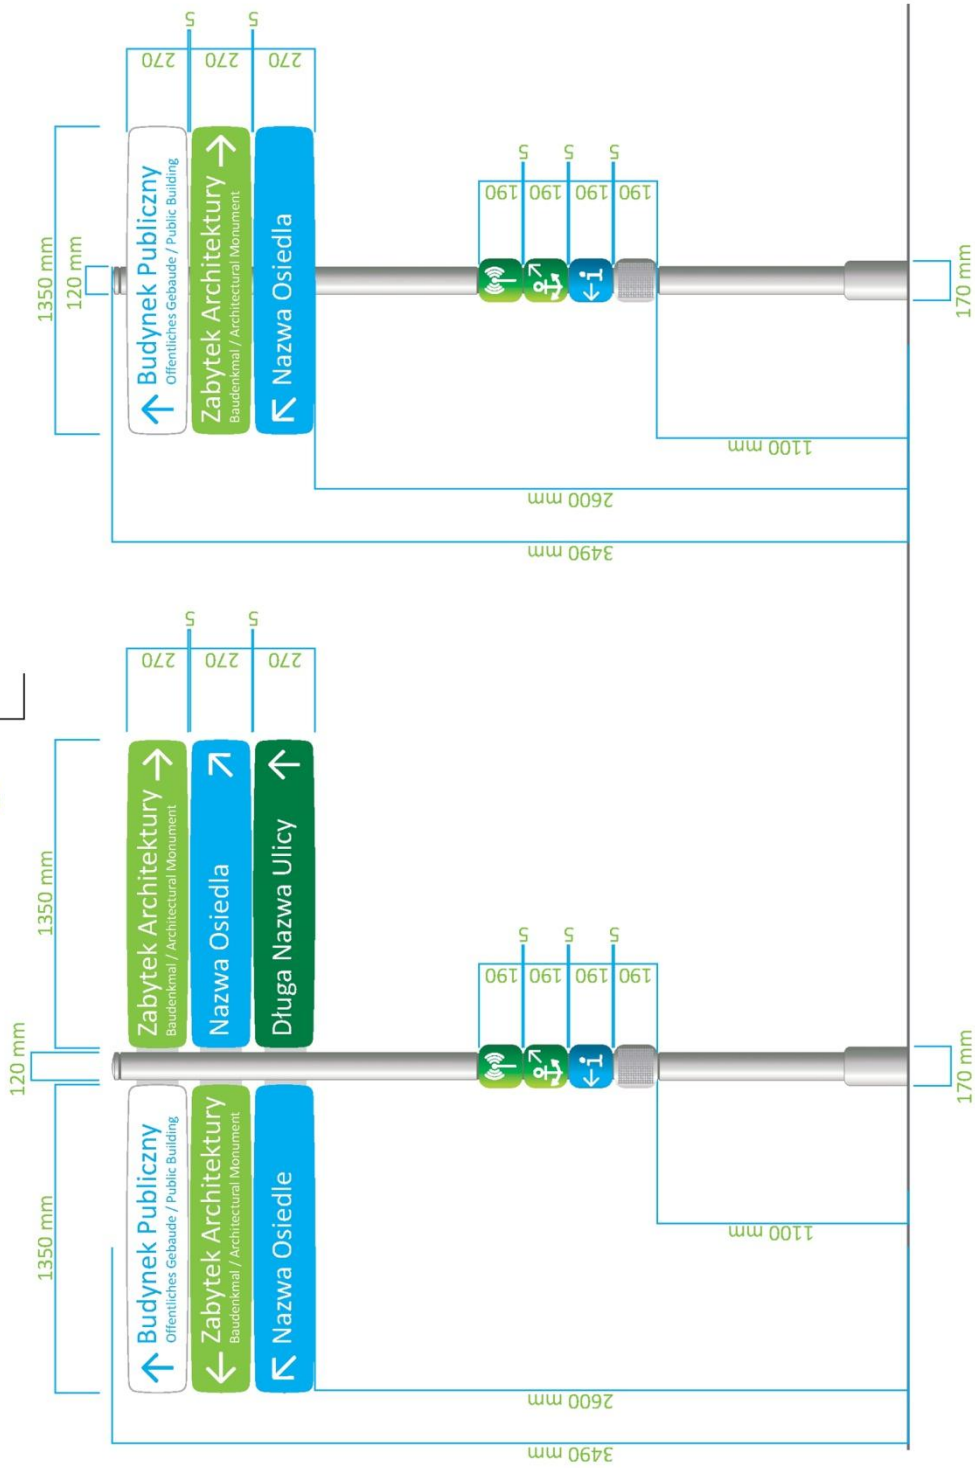 120 mm
1350 mm
1350 mm
Budynek Publiczny
Offentliches Gebaude / Public Building
Zabytek Architektury
Baudenkmal / Architectural Monument
270
5
Zabytek Architektury
Baudenkmal / Architectural Monument
Nazwa Osiedla
270
5
Nazwa Osiedle
Długa Nazwa Ulicy
270
190
5
190
5
i
190
5
190
3490 mm
2600 mm
1100 mm
170 mm
1350 mm
120 mm
Budynek Publiczny
Offentliches Gebaude / Public Building
270
5
Zabytek Architektury
Baudenkmal / Architectural Monument
270
5
Nazwa Osiedla
270
190
5
190
5
i
190
5
190
3490 mm
2600 mm
1100 mm
170 mm